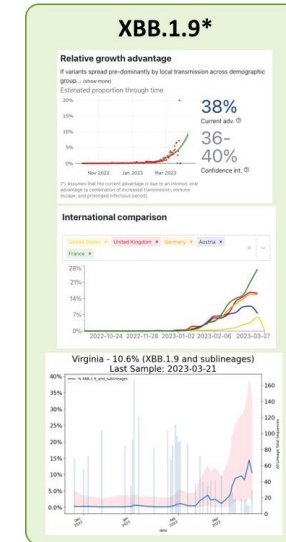 XBB.1.9*
Relative growth advantage
If variants spread pre-dominantly by local transmission across demographic
group... (show more)
Estimated proportion through time
20%
15%
10%
5%
0%
Nov 2022 Jan 2023 Mar 2023
38%
Current adv.
36-
40%
Confidence int.
(*) Assumes that the current advantage is due to an intrinsic viral
advantage (a combination of increased transmission, immune
escape, and prolonged infectious period).
International comparison
United States × United Kingdom × Germany × Austria ×
France ×
28%
21%
14%
7%
0%
2022-10-24 2022-11-28 2023-01-02 2023-02-06 2023-03-27
Virginia - 10.6% (XBB.1.9 and sublineages)
Last Sample: 2023-03-21
% XBB.1.9_and_sublineages
40%
35%
30%
25%
20%
15%
10%
5.0%
0.0%
160
140
120
100
80
60
40
20
0